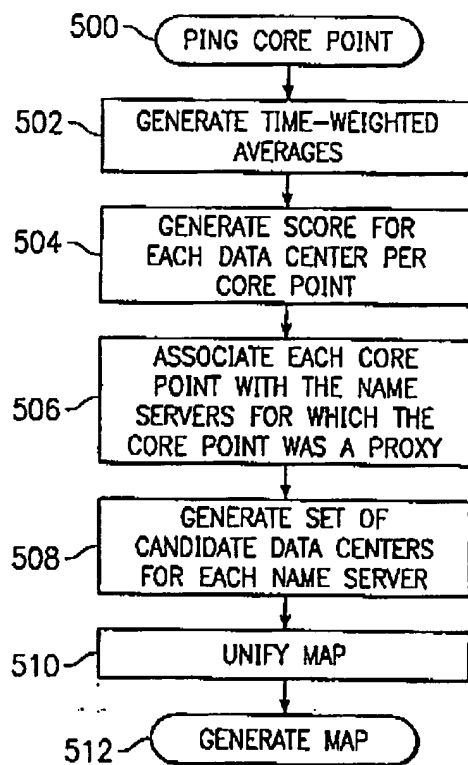 500
PING CORE POINT
502
GENERATE TIME-WEIGHTED
AVERAGES
504
GENERATE SCORE FOR
EACH DATA CENTER PER
CORE POINT
506
ASSOCIATE EACH CORE
POINT WITH THE NAME
SERVERS FOR WHICH THE
CORE POINT WAS A PROXY
508
GENERATE SET OF
CANDIDATE DATA CENTERS
FOR EACH NAME SERVER
510
UNIFY MAP
512
GENERATE MAP